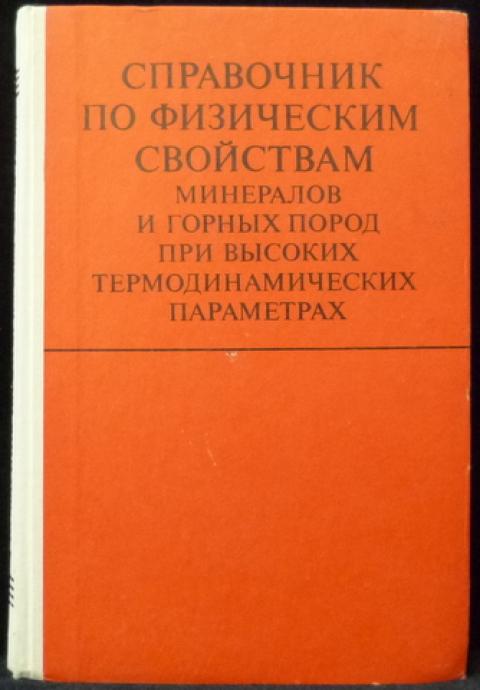 СПРАВОЧНИК
ПО ФИЗИЧЕСКИМ
СВОЙСТВАМ
МИНЕРАЛОВ
И ГОРНЫХ ПОРОД
ПРИ ВЫСОКИХ
ТЕРМОДИНАМИЧЕСКИХ
ПАРАМЕТРАХ